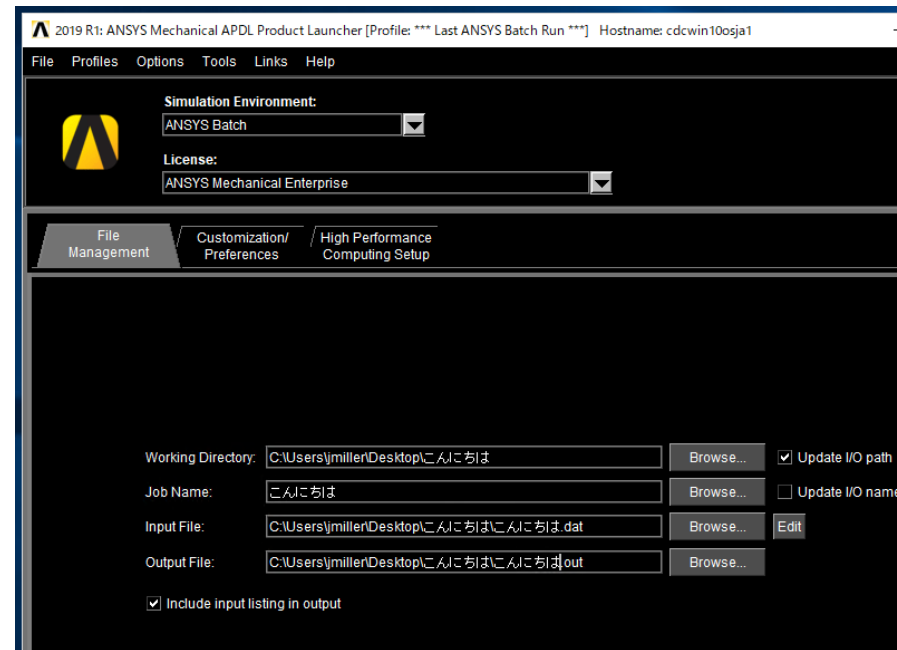 2019 R1: ANSYS Mechanical APDL Product Launcher [Profile: *** Last ANSYS Batch Run ***] Hostname: cdcwin10osja1
File Profiles Options Tools Links Help
Simulation Environment:
ANSYS Batch
License:
ANSYS Mechanical Enterprise
File Management
Customization/ Preferences
High Performance Computing Setup
Working Directory: C:\Users\jmiller\Desktop\こんにちは Browse... Update I/O path
Job Name: こんにちは Browse... Update I/O name
Input File: C:\Users\jmiller\Desktop\こんにちは\こんにちは.dat Browse... Edit
Output File: C:\Users\jmiller\Desktop\こんにちは\こんにちは.out Browse...
Include input listing in output